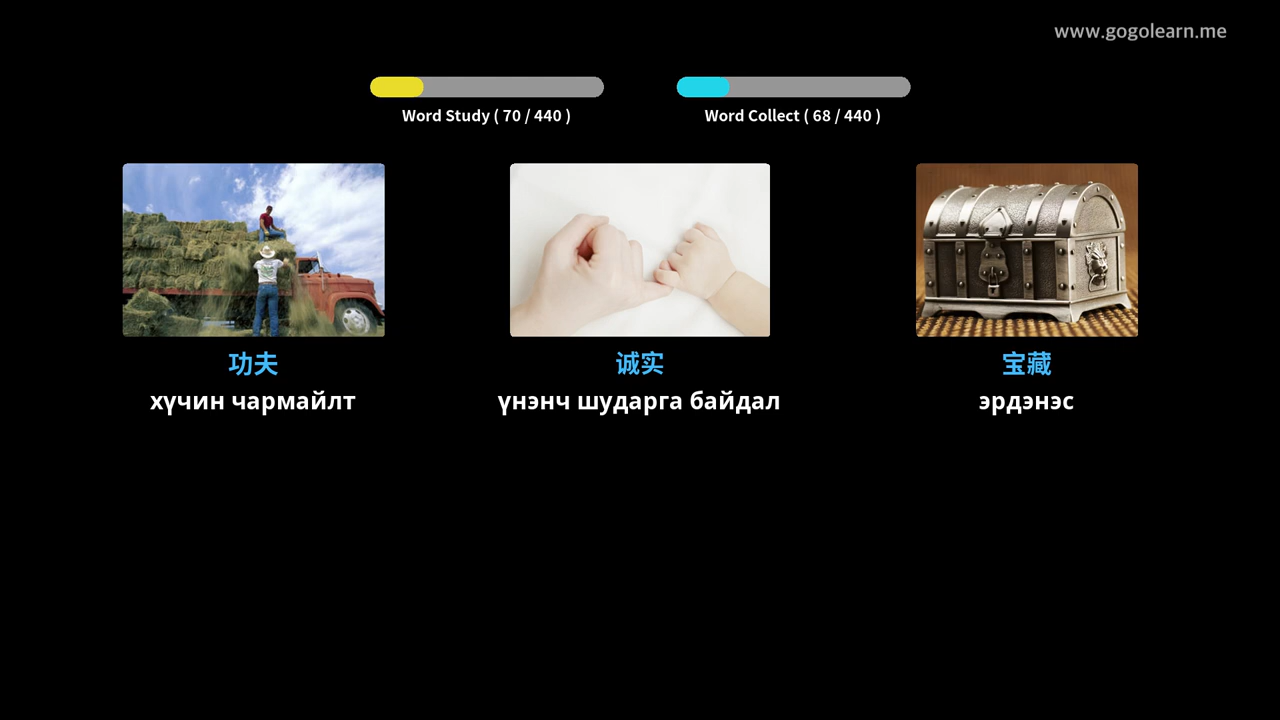 www.gogolearn.me
Word Study ( 70 / 440 )
Word Collect ( 68 / 440 )
功夫
诚实
宝藏
хүчин чармайлт
үнэнч шударга байдал
эрдэнэс